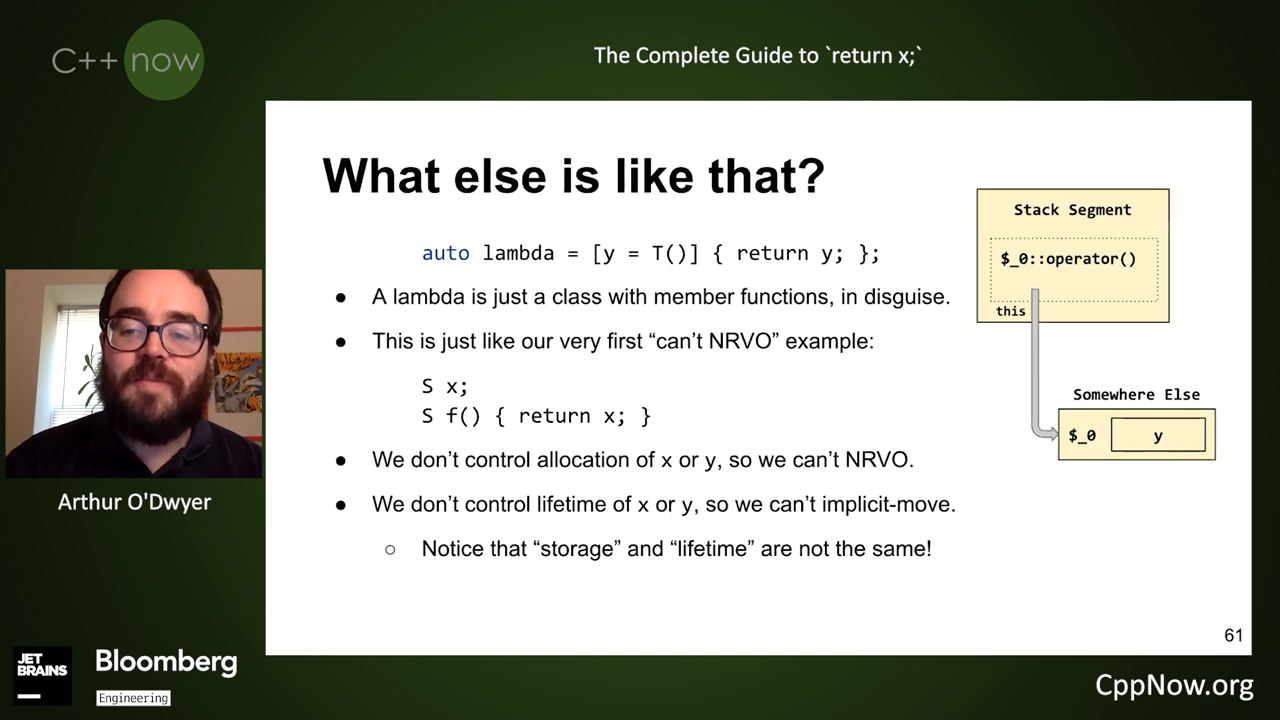 C++ now
The Complete Guide to `return x;`
What else is like that?
auto lambda = [y = T()] { return y; };
● A lambda is just a class with member functions, in disguise.
● This is just like our very first “can’t NRVO” example:
S x;
S f() { return x; }
● We don’t control allocation of x or y, so we can’t NRVO.
● We don’t control lifetime of x or y, so we can’t implicit-move.
○ Notice that “storage” and “lifetime” are not the same!
Stack Segment
$_0::operator()
this
Somewhere Else
$_0
y
61
Arthur O'Dwyer
JET
BRAINS
Bloomberg
Engineering
CppNow.org